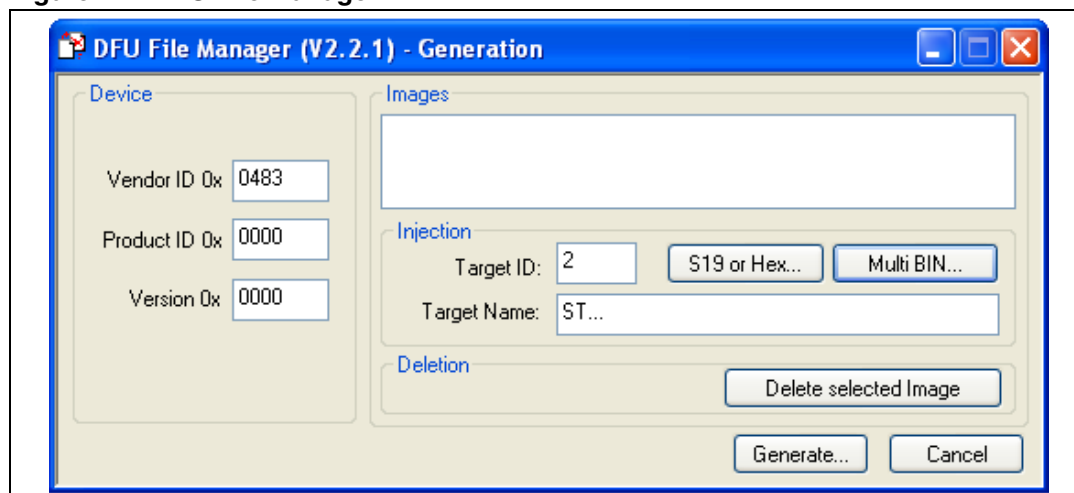 DFU File Manager (V2.2.1) - Generation
Device
Vendor ID 0x 0483
Product ID 0x 0000
Version 0x 0000
Images
Injection
Target ID: 2 S19 or Hex... Multi BIN...
Target Name: ST...
Deletion
Delete selected Image
Generate... Cancel